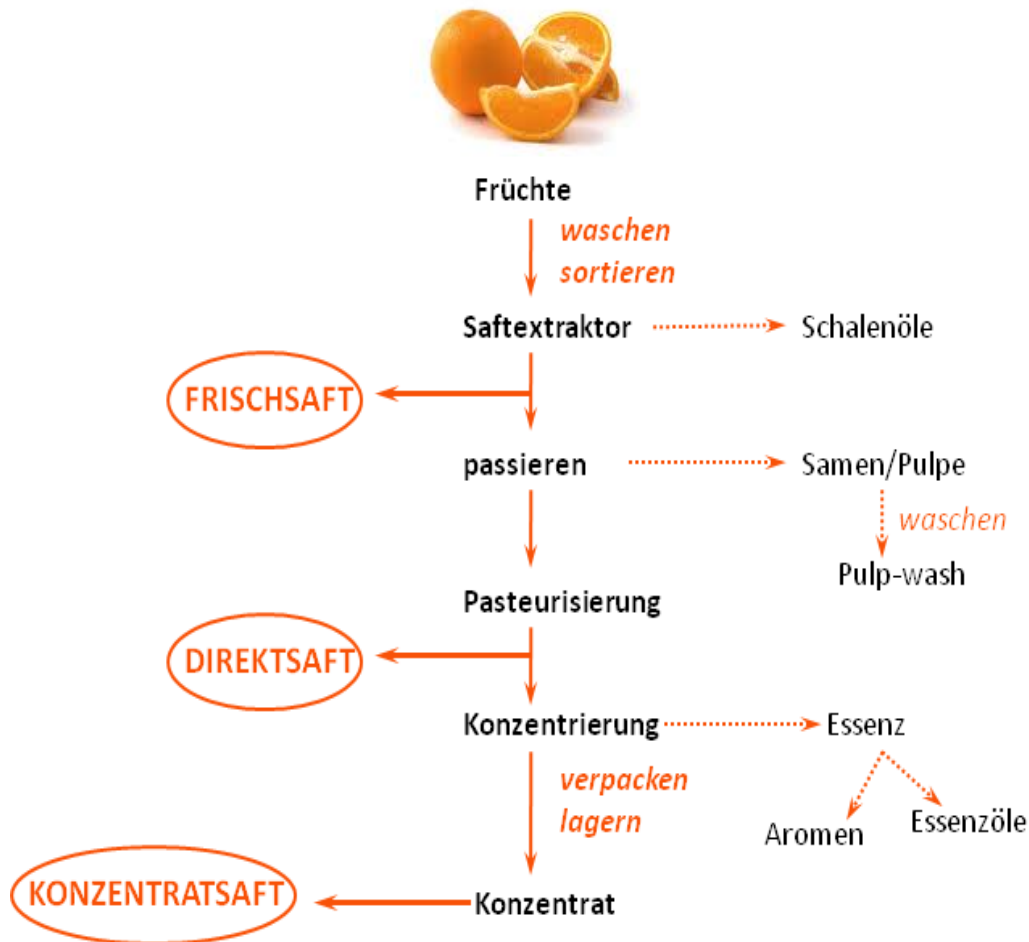 Früchte
waschen
sortieren
Saftextraktor
Schalenöle
FRISCHSAFT
passieren
Samen/Pulpe
waschen
Pulp-wash
Pasteurisierung
DIREKTSAFT
Konzentrierung
Essenz
verpacken
lagern
Aromen
Essenzöle
KONZENTRATSAFT
Konzentrat